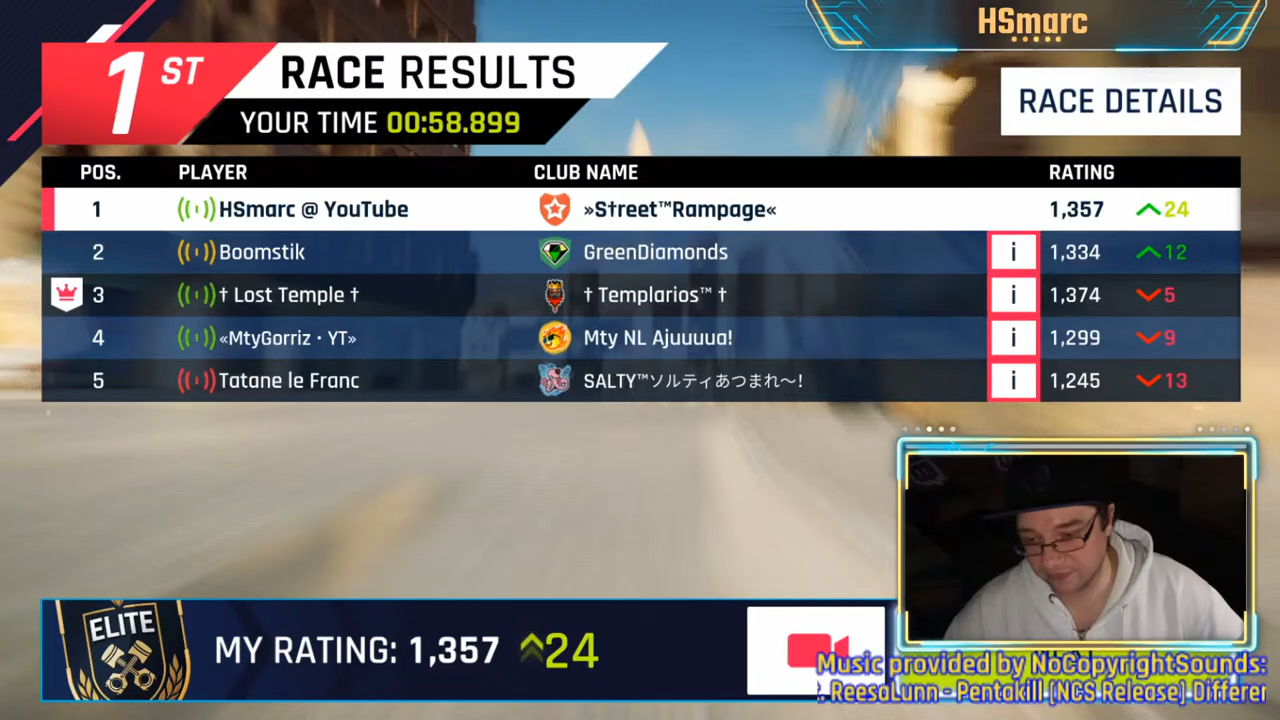 HSmarc
1 ST
RACE RESULTS
YOUR TIME 00:58.899
RACE DETAILS
POS. PLAYER CLUB NAME RATING
1 HSmarc @ YouTube »S†reet™Rampage« 1,357 24
2 Boomstik GreenDiamonds i 1,334 12
3 † Lost Temple † † Templarios™ † i 1,374 5
4 «MtyGorriz · YT» Mty NL Ajuuuua! i 1,299 9
5 Tatane le Franc SALTY™ソルティあつまれ〜! i 1,245 13
ELITE
MY RATING: 1,357 24
Music provided by NoCopyrightSounds:
: ReesaLunn - Pentakill [NCS Release] Differen